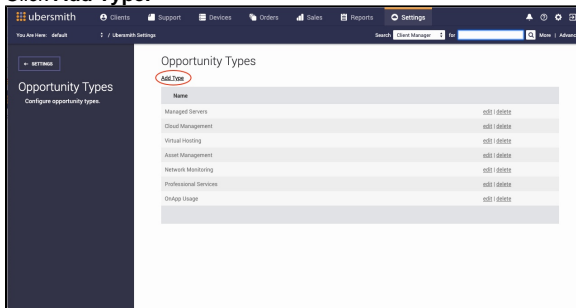 Click Add Type.
ubersmith Clients Support Devices Orders Sales Reports Settings
You Are Here: default / Ubersmith Settings Search Client Manager for More | Advanc
← SETTINGS
Opportunity Types
Configure opportunity types.
Opportunity Types
Add Type
Name
Managed Servers edit | delete
Cloud Management edit | delete
Virtual Hosting edit | delete
Asset Management edit | delete
Network Monitoring edit | delete
Professional Services edit | delete
OnApp Usage edit | delete